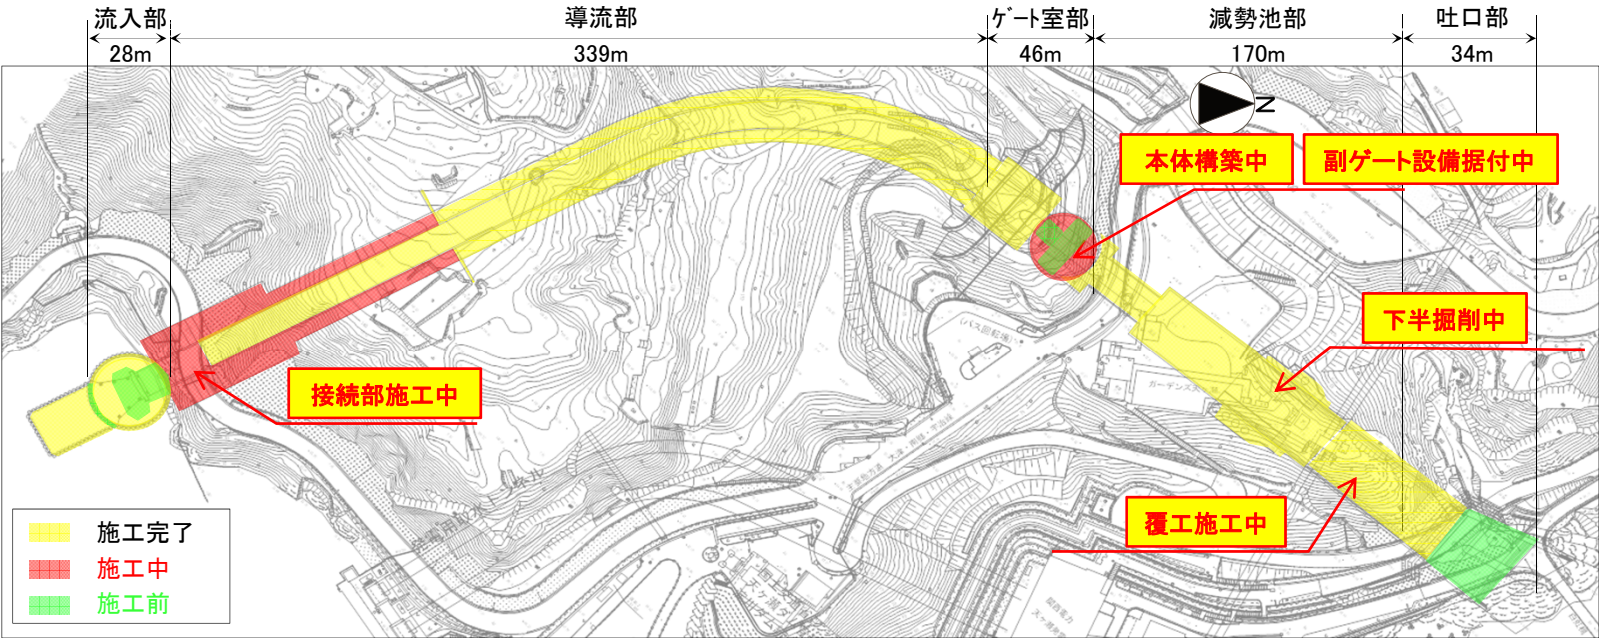 流入部
導流部
ゲート室部
減勢池部
吐口部
28m
339m
46m
170m
34m
N
本体構築中
副ゲート設備据付中
下半掘削中
接続部施工中
覆工施工中
施工完了
施工中
施工前